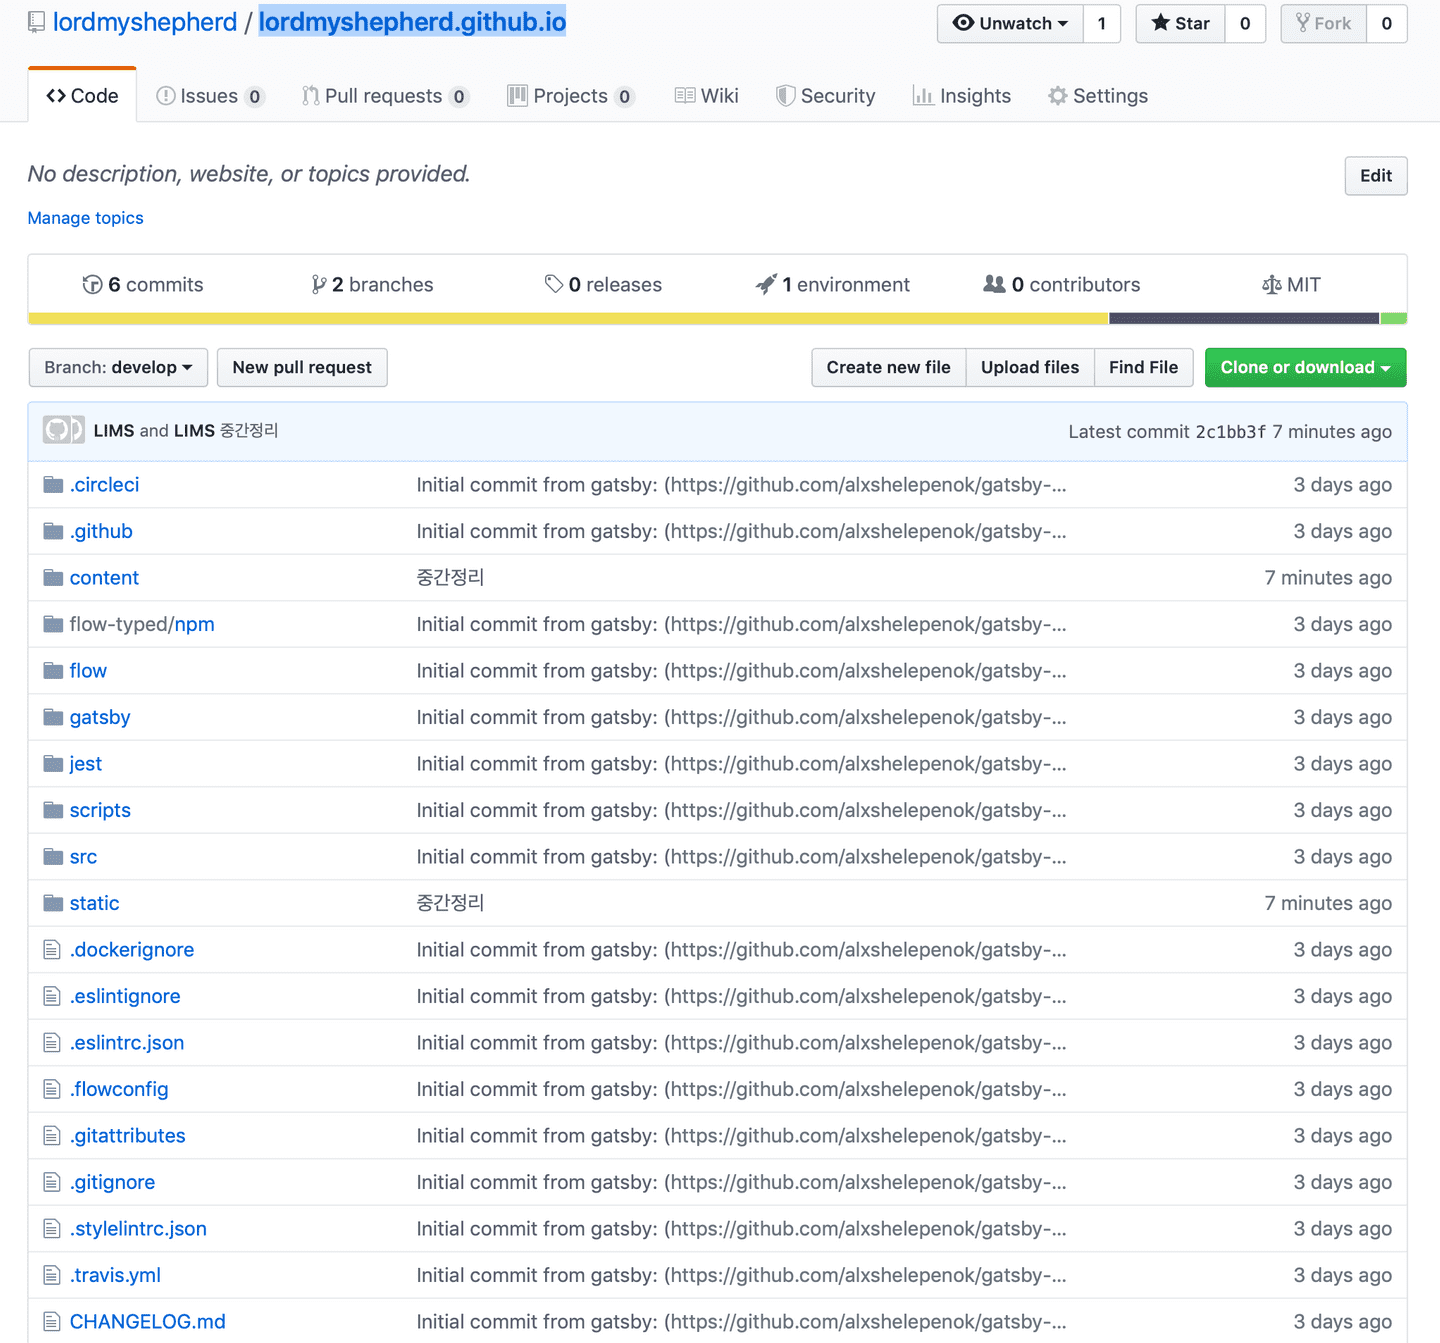 lordmyshepherd / lordmyshepherd.github.io Unwatch 1 Star 0 Fork 0
Code Issues 0 Pull requests 0 Projects 0 Wiki Security Insights Settings
No description, website, or topics provided. Edit
Manage topics
6 commits 2 branches 0 releases 1 environment 0 contributors MIT
Branch: develop New pull request Create new file Upload files Find File Clone or download
LIMS and LIMS 중간정리 Latest commit 2c1bb3f 7 minutes ago
.circleci Initial commit from gatsby: (https://github.com/alxshelepenok/gatsby-... 3 days ago
.github Initial commit from gatsby: (https://github.com/alxshelepenok/gatsby-... 3 days ago
content 중간정리 7 minutes ago
flow-typed/npm Initial commit from gatsby: (https://github.com/alxshelepenok/gatsby-... 3 days ago
flow Initial commit from gatsby: (https://github.com/alxshelepenok/gatsby-... 3 days ago
gatsby Initial commit from gatsby: (https://github.com/alxshelepenok/gatsby-... 3 days ago
jest Initial commit from gatsby: (https://github.com/alxshelepenok/gatsby-... 3 days ago
scripts Initial commit from gatsby: (https://github.com/alxshelepenok/gatsby-... 3 days ago
src Initial commit from gatsby: (https://github.com/alxshelepenok/gatsby-... 3 days ago
static 중간정리 7 minutes ago
.dockerignore Initial commit from gatsby: (https://github.com/alxshelepenok/gatsby-... 3 days ago
.eslintignore Initial commit from gatsby: (https://github.com/alxshelepenok/gatsby-... 3 days ago
.eslintrc.json Initial commit from gatsby: (https://github.com/alxshelepenok/gatsby-... 3 days ago
.flowconfig Initial commit from gatsby: (https://github.com/alxshelepenok/gatsby-... 3 days ago
.gitattributes Initial commit from gatsby: (https://github.com/alxshelepenok/gatsby-... 3 days ago
.gitignore Initial commit from gatsby: (https://github.com/alxshelepenok/gatsby-... 3 days ago
.stylelintrc.json Initial commit from gatsby: (https://github.com/alxshelepenok/gatsby-... 3 days ago
.travis.yml Initial commit from gatsby: (https://github.com/alxshelepenok/gatsby-... 3 days ago
CHANGELOG.md Initial commit from gatsby: (https://github.com/alxshelepenok/gatsby-... 3 days ago